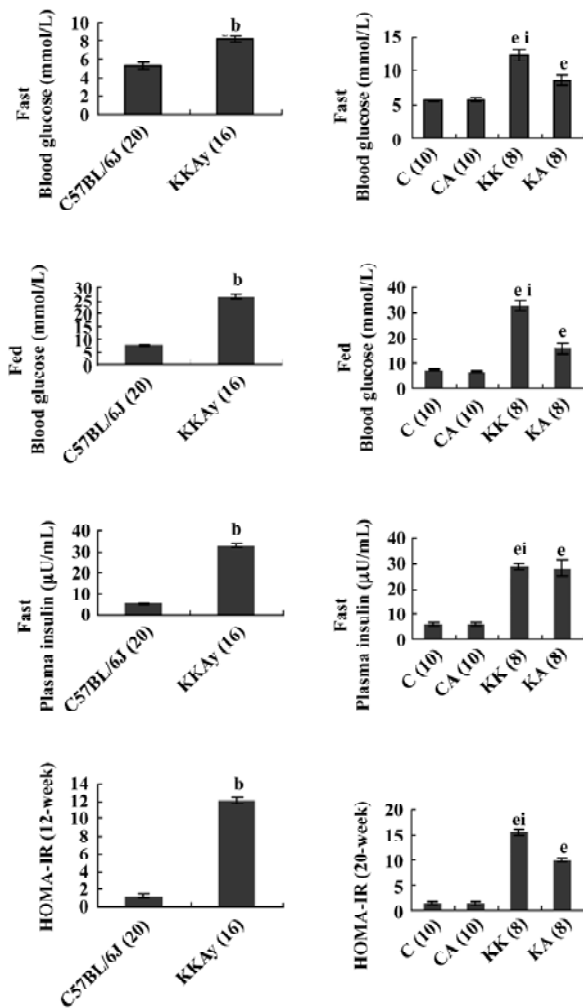 Fast
Blood glucose (mmol/L)
10
8
6
4
2
0
b
C57BL/6J (20)
KKAy (16)
Fast
Blood glucose (mmol/L)
15
10
5
0
e i
c
C (10)
CA (10)
KK (8)
KA (8)
Fed
Blood glucose (mmol/L)
30
25
20
15
10
5
0
b
C57BL/6J (20)
KKAy (16)
Fed
Blood glucose (mmol/L)
40
30
20
10
0
e i
e
C (10)
CA (10)
KK (8)
KA (8)
Fast
Plasma insulin (μU/mL)
40
30
20
10
0
b
C57BL/6J (20)
KKAy (16)
Fast
Plasma insulin (μU/mL)
40
30
20
10
0
ei
e
C (10)
CA (10)
KK (8)
KA (8)
HOMA-IR (12-week)
14
12
10
8
6
4
2
0
b
C57BL/6J (20)
KKAy (16)
HOMA-IR (20-week)
20
15
10
5
0
ei
e
C (10)
CA (10)
KK (8)
KA (8)